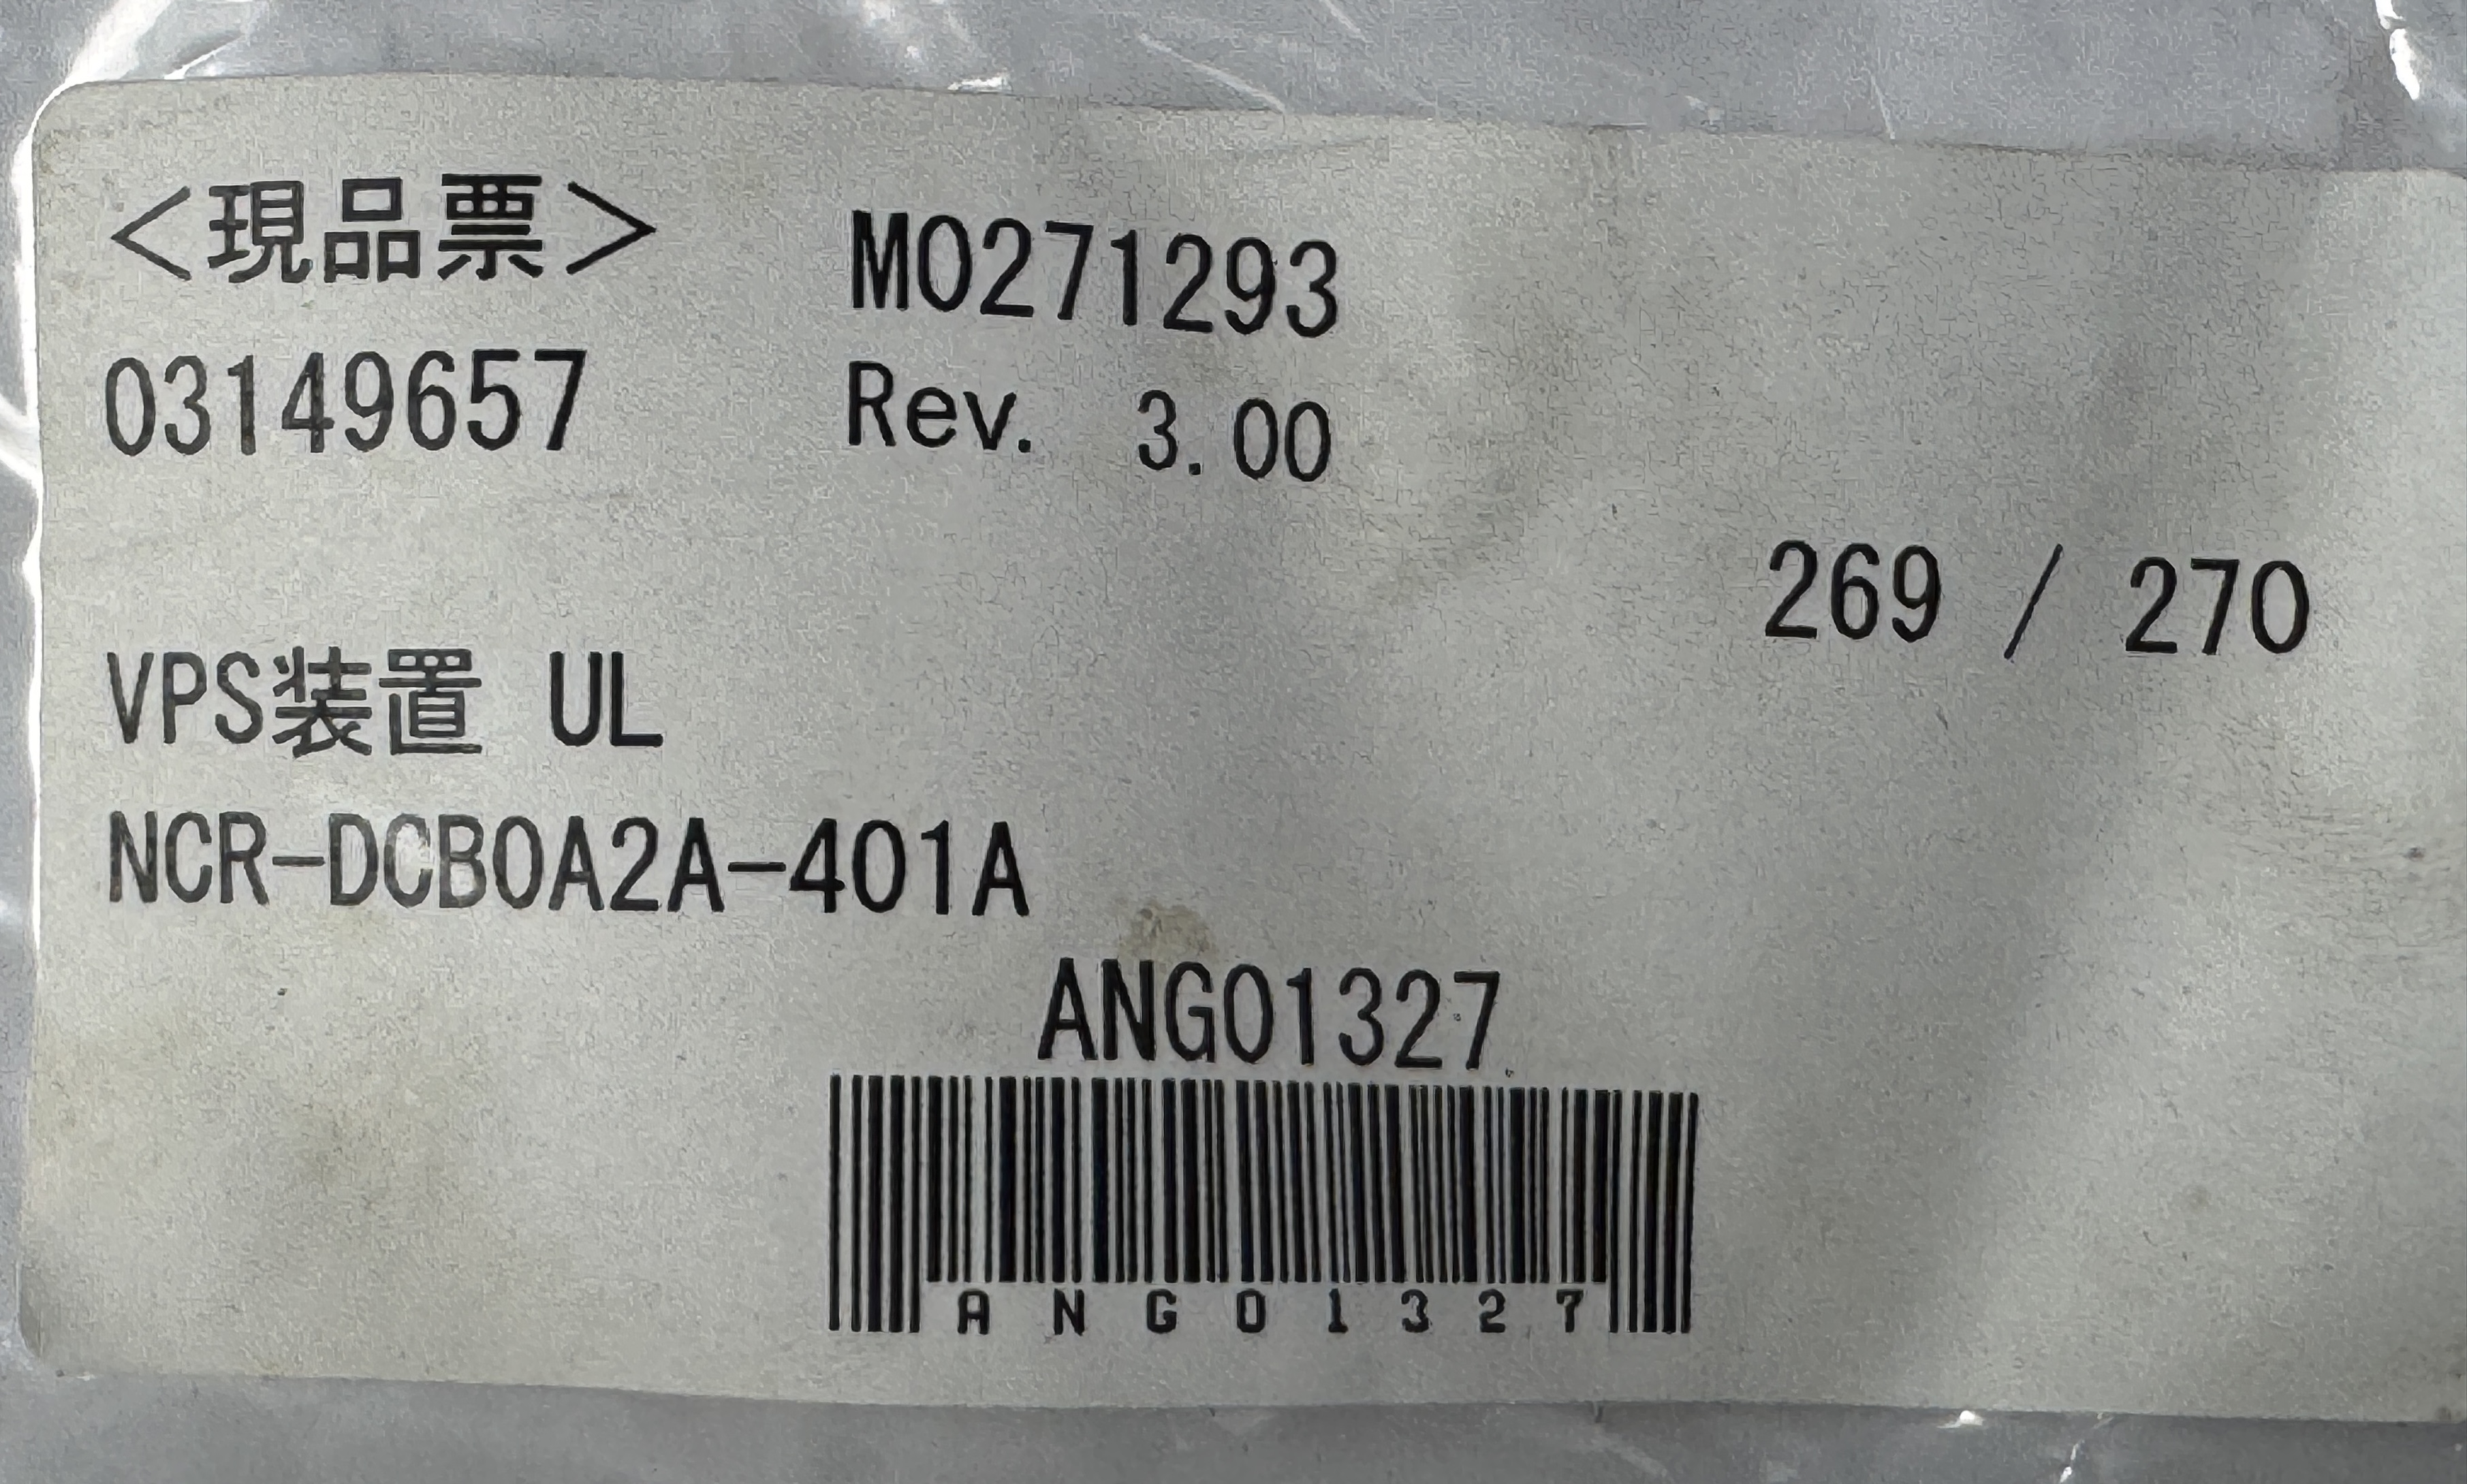 ＜現品票＞ M0271293
03149657 Rev. 3.00
269 / 270
VPS装置 UL
NCR-DCB0A2A-401A
ANG01327
ANG01327